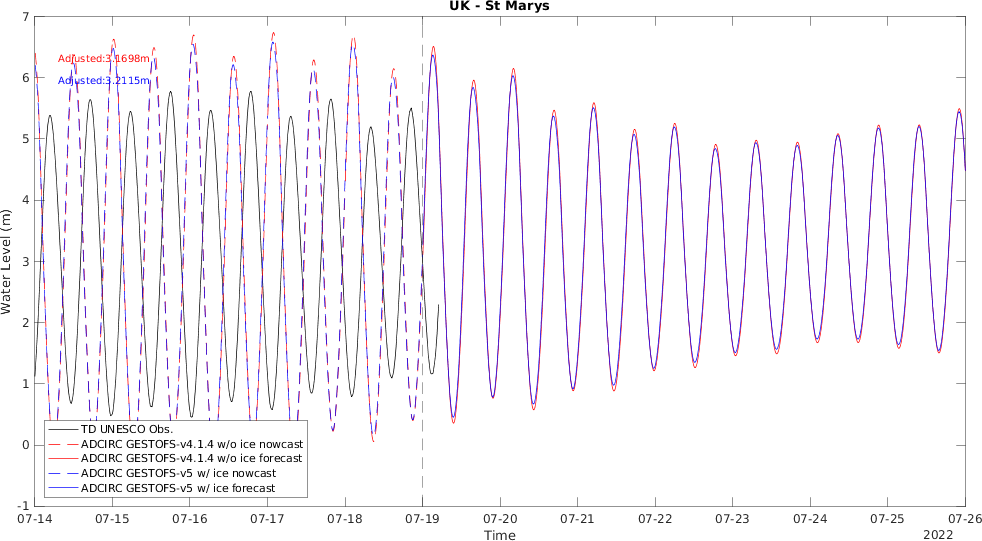 UK - St Marys
7
6
5
4
3
2
1
0
-1
Water Level (m)
Adjusted:3.1698m
Adjusted:3.2115m
TD UNESCO Obs.
ADCIRC GESTOFS-v4.1.4 w/o ice nowcast
ADCIRC GESTOFS-v4.1.4 w/o ice forecast
ADCIRC GESTOFS-v5 w/ ice nowcast
ADCIRC GESTOFS-v5 w/ ice forecast
07-14 07-15 07-16 07-17 07-18 07-19 07-20 07-21 07-22 07-23 07-24 07-25 07-26
Time
2022